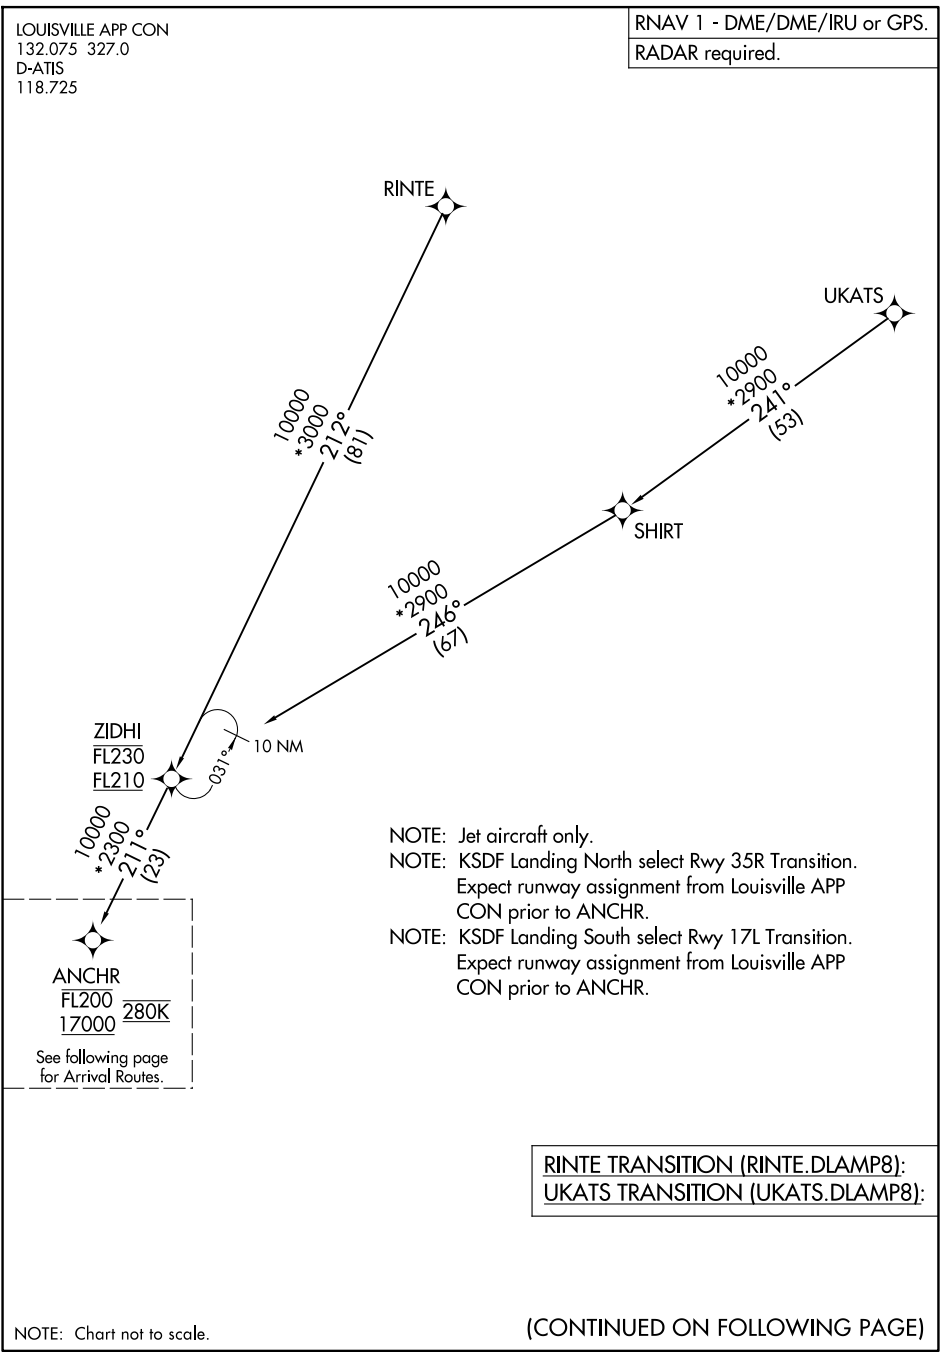 LOUISVILLE APP CON
132.075 327.0
D-ATIS
118.725
RNAV 1 - DME/DME/IRU or GPS.
RADAR required.
RINTE
UKATS
10000
*3000
212°
(81)
10000
*2900
241°
(53)
SHIRT
10000
*2900
246°
(67)
ZIDHI
FL230
FL210
10 NM
031°
10000
*2300
211°
(23)
NOTE: Jet aircraft only.
NOTE: KSDF Landing North select Rwy 35R Transition.
Expect runway assignment from Louisville APP
CON prior to ANCHR.
NOTE: KSDF Landing South select Rwy 17L Transition.
Expect runway assignment from Louisville APP
CON prior to ANCHR.
ANCHR
FL200
17000
280K
See following page
for Arrival Routes.
RINTE TRANSITION (RINTE.DLAMP8):
UKATS TRANSITION (UKATS.DLAMP8):
NOTE: Chart not to scale.
(CONTINUED ON FOLLOWING PAGE)